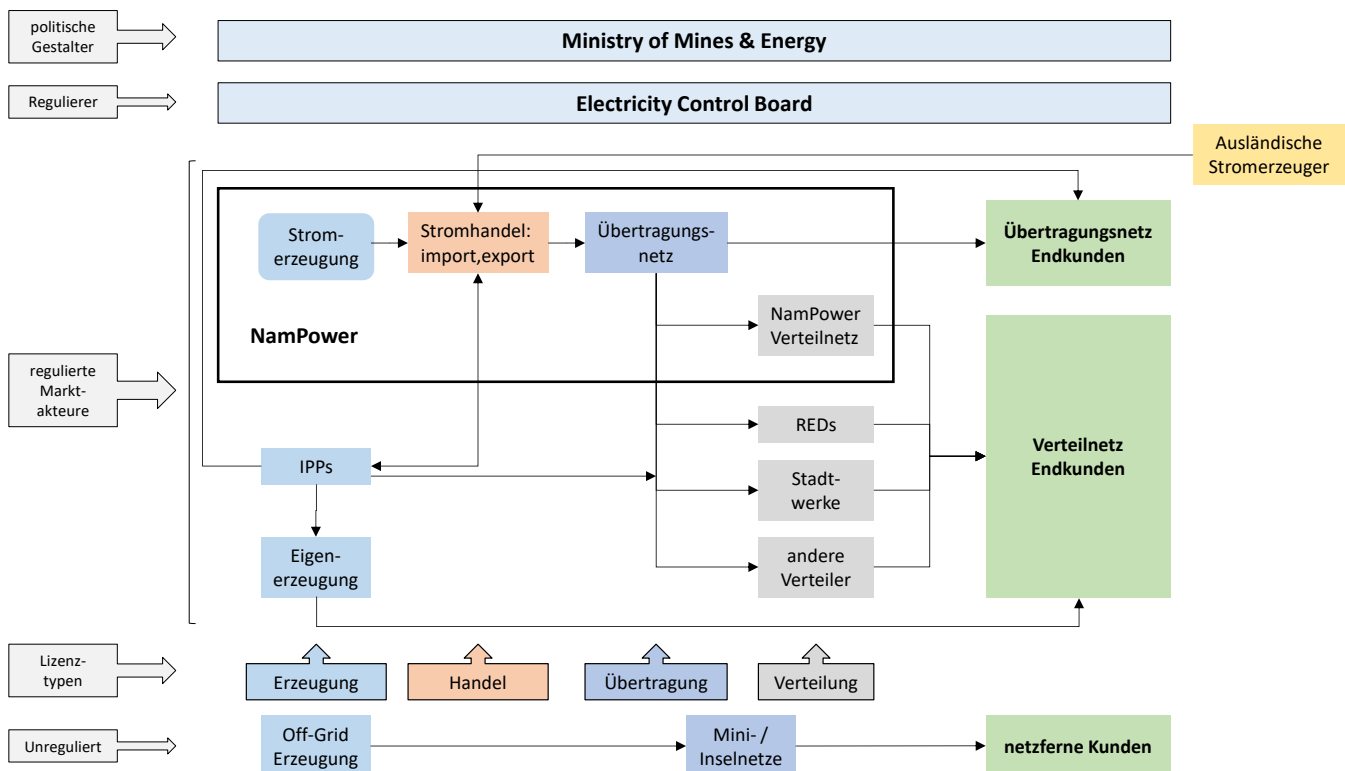 politische
Gestalter
Ministry of Mines & Energy
Regulierer
Electricity Control Board
Ausländische
Stromerzeuger
Strom-
erzeugung
Stromhandel:
import,export
Übertragungs-
netz
Übertragungsnetz
Endkunden
NamPower
NamPower
Verteilnetz
regulierte
Markt-
akteure
REDs
Verteilnetz
Endkunden
IPPs
Stadt-
werke
Eigen-
erzeugung
andere
Verteiler
Lizenz-
typen
Erzeugung
Handel
Übertragung
Verteilung
Unreguliert
Off-Grid
Erzeugung
Mini- /
Inselnetze
netzferne Kunden